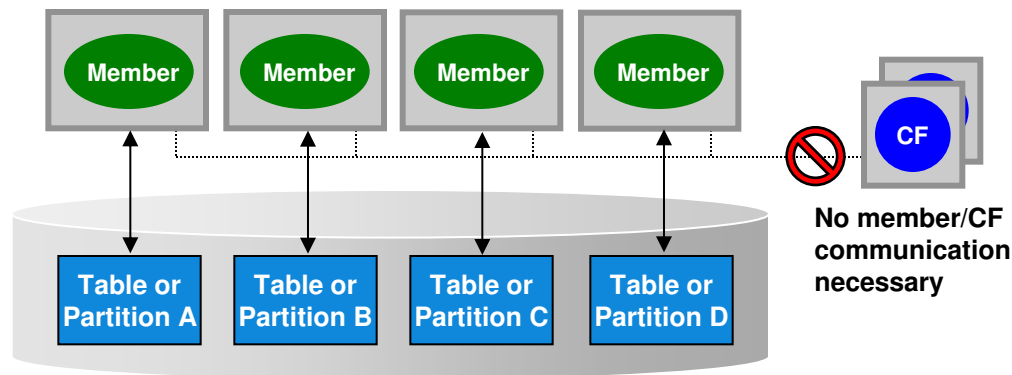 Member
Member
Member
Member
CF
No member/CF
communication
necessary
Table or
Partition A
Table or
Partition B
Table or
Partition C
Table or
Partition D